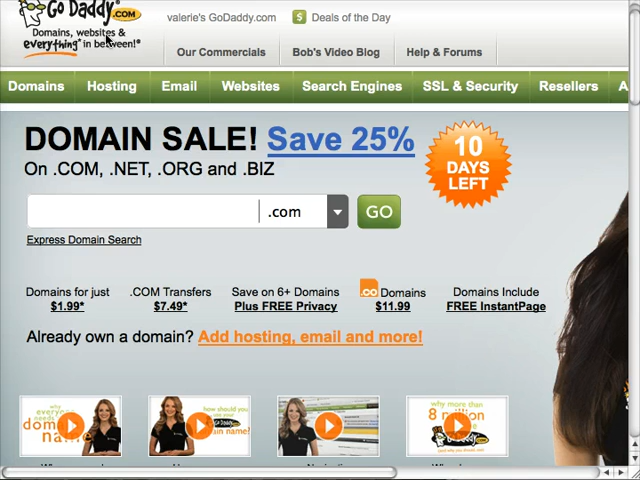 Go Daddy.COM
Domains, websites &
everything* in between!®
valerie's GoDaddy.com
$ Deals of the Day
Our Commercials
Bob's Video Blog
Help & Forums
Domains
Hosting
Email
Websites
Search Engines
SSL & Security
Resellers
DOMAIN SALE! Save 25%
On .COM, .NET, .ORG and .BIZ
10
DAYS
LEFT
.com
GO
Express Domain Search
Domains for just
$1.99*
.COM Transfers
$7.49*
Save on 6+ Domains
Plus FREE Privacy
.co Domains
$11.99
Domains Include
FREE InstantPage
Already own a domain? Add hosting, email and more!
why
everyone
needs
domain
name
how should you
use your
domain name?
why more than
8 million